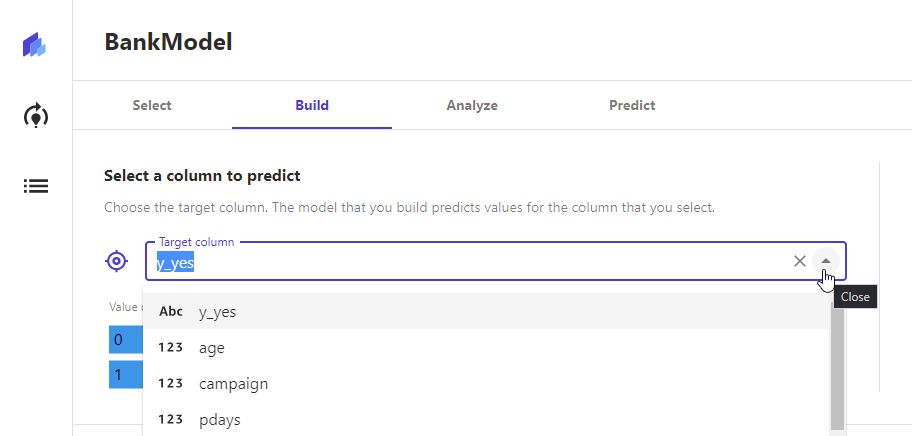 BankModel
Select Build Analyze Predict
Select a column to predict
Choose the target column. The model that you build predicts values for the column that you select.
Target column
y_yes
Close
Value
Abc y_yes
0
123 age
1
123 campaign
123 pdays